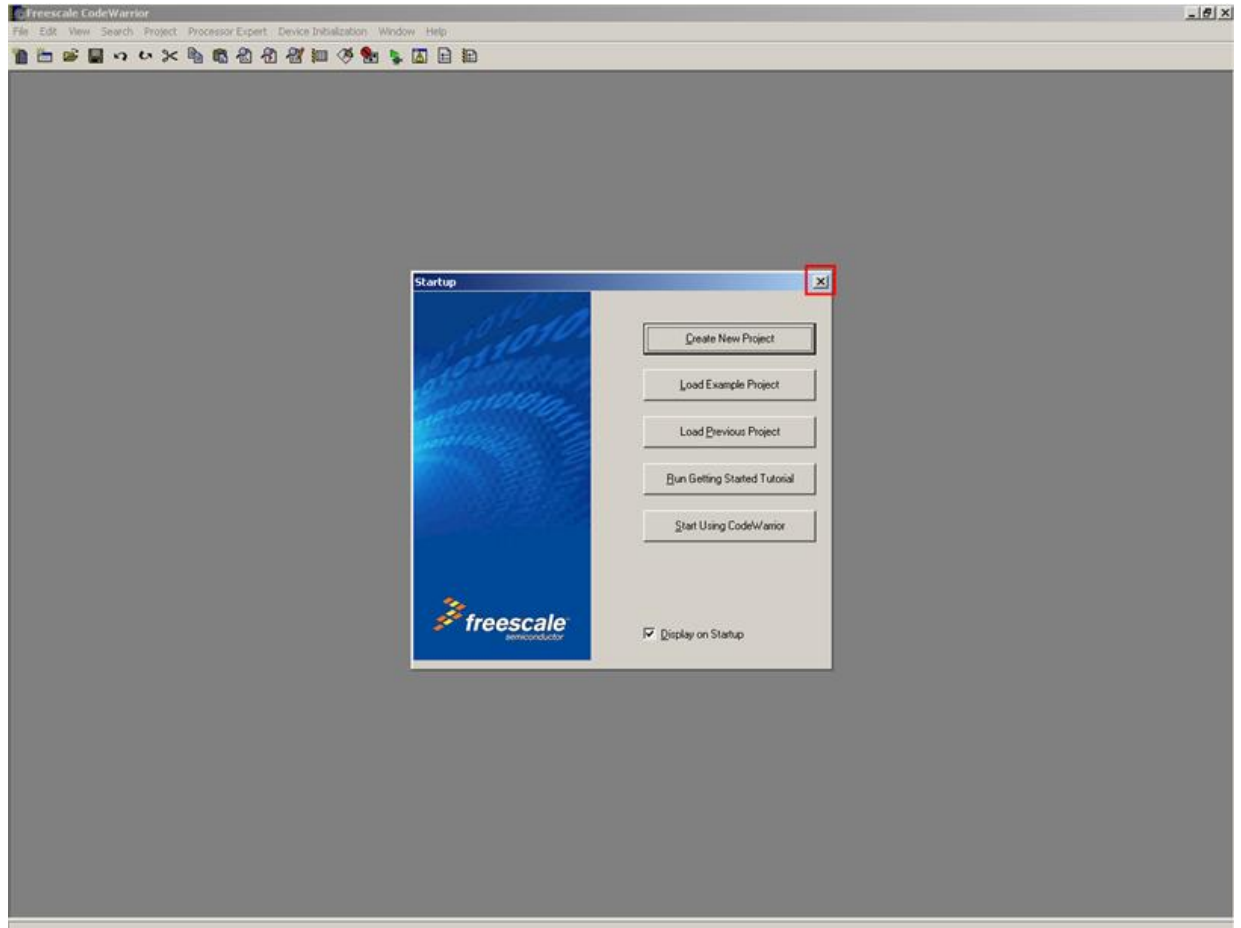 Freescale CodeWarrior
File Edit View Search Project Processor Expert Device Initialization Window Help
Startup
Create New Project
Load Example Project
Load Previous Project
Run Getting Started Tutorial
Start Using CodeWarrior
freescale
semiconductor
Display on Startup